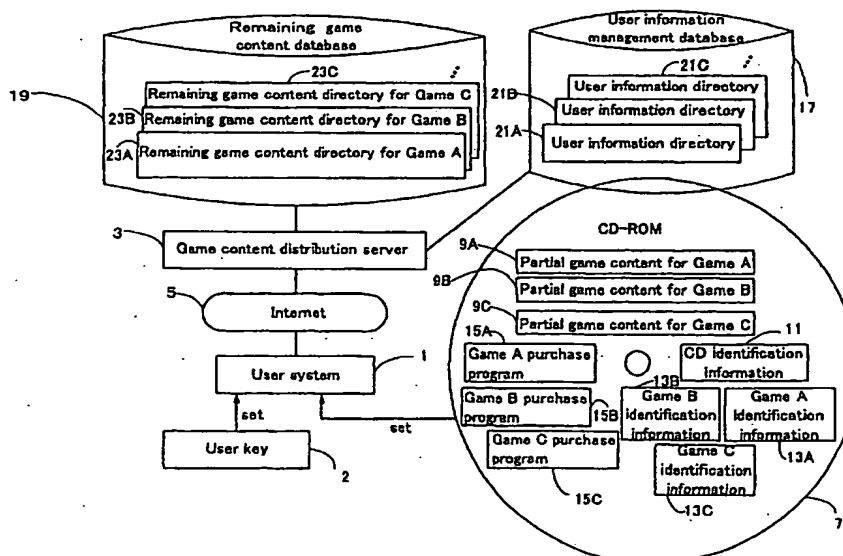 Remaining game
content database
User information
management database
23C
21C
19
17
Remaining game content directory for Game C
User information directory
23B
21B
Remaining game content directory for Game B
User information directory
23A
21A
Remaining game content directory for Game A
User information directory
3
Game content distribution server
CD-ROM
9A
Partial game content for Game A
9B
Partial game content for Game B
9C
Partial game content for Game C
5
Internet
15A
11
Game A purchase
program
CD identification
information
1
User system
13B
Game B purchase
program
15B
Game B
identification
information
Game A
identification
information
13A
set
set
Game C purchase
program
15C
Game C
identification
information
13C
User key
2
7